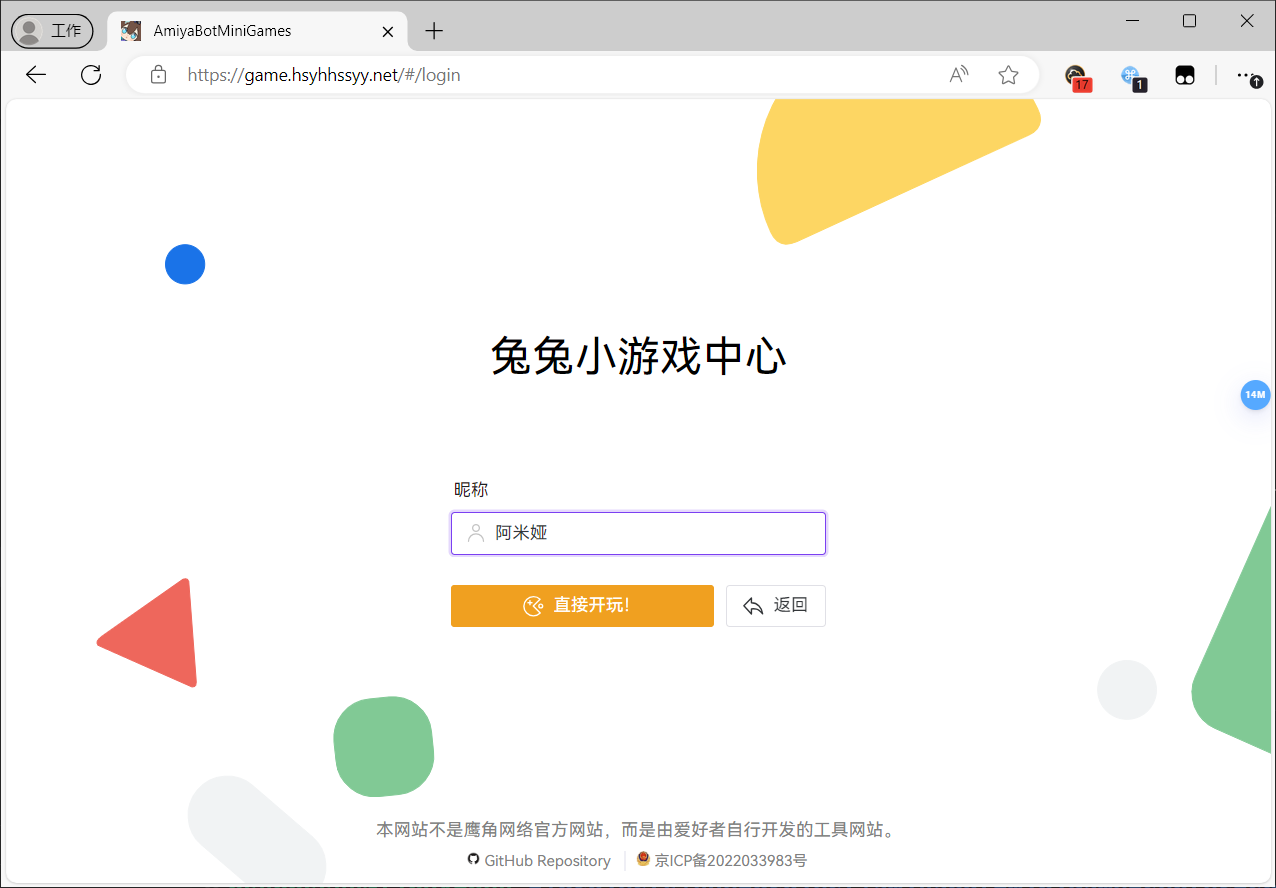 工作
AmiyaBotMiniGames
https://game.hsyhhssyy.net/#/login
A
17
1
兔兔小游戏中心
14M
昵称
阿米娅
直接开玩！
返回
本网站不是鹰角网络官方网站，而是由爱好者自行开发的工具网站。
GitHub Repository
京ICP备2022033983号